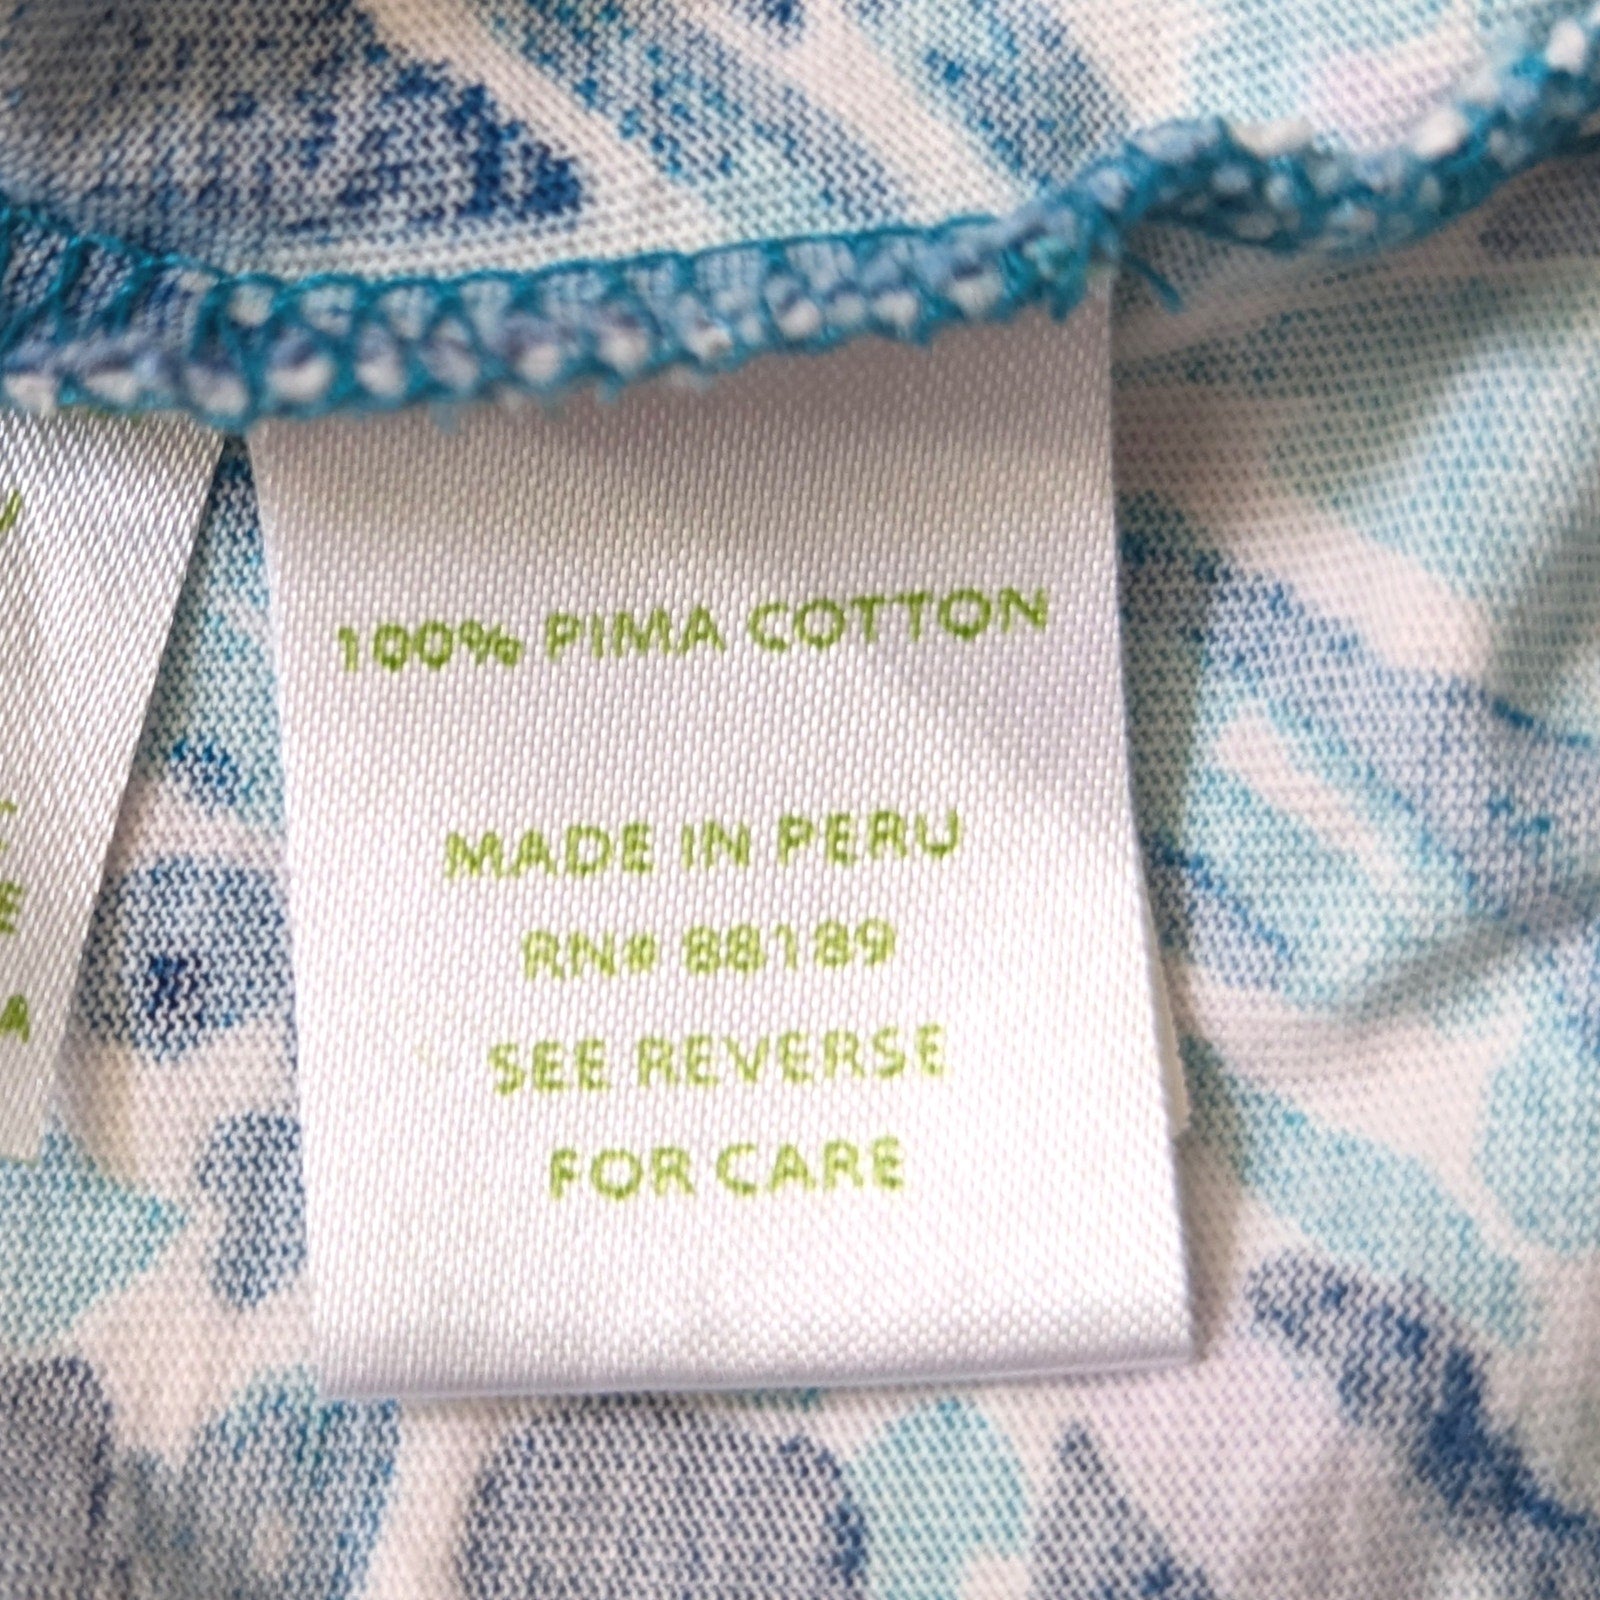 100% PIMA COTTON
MADE IN PERU
RN# 88189
SEE REVERSE
FOR CARE